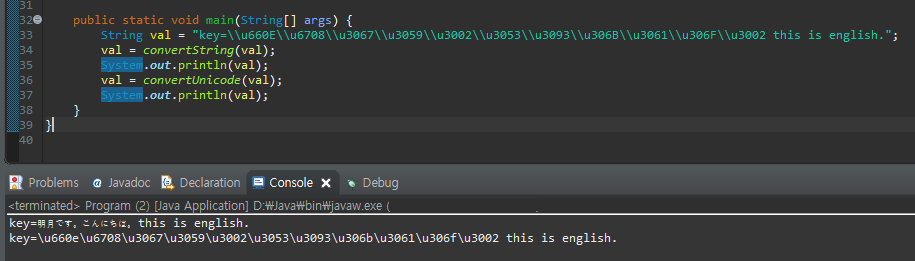 31
32 public static void main(String[] args) {
33 String val = "key=\\u660E\\u6708\\u3067\\u3059\\u3002\\u3053\\u3093\\u306B\\u3061\\u306F\\u3002 this is english.";
34 val = convertString(val);
35 System.out.println(val);
36 val = convertUnicode(val);
37 System.out.println(val);
38 }
39 }
40
Problems @ Javadoc Declaration Console Debug
<terminated> Program (2) [Java Application] D:₩Java₩bin₩javaw.exe (
key=明月です。こんにちは。this is english.
key=\u660e\u6708\u3067\u3059\u3002\u3053\u3093\u306b\u3061\u306f\u3002 this is english.